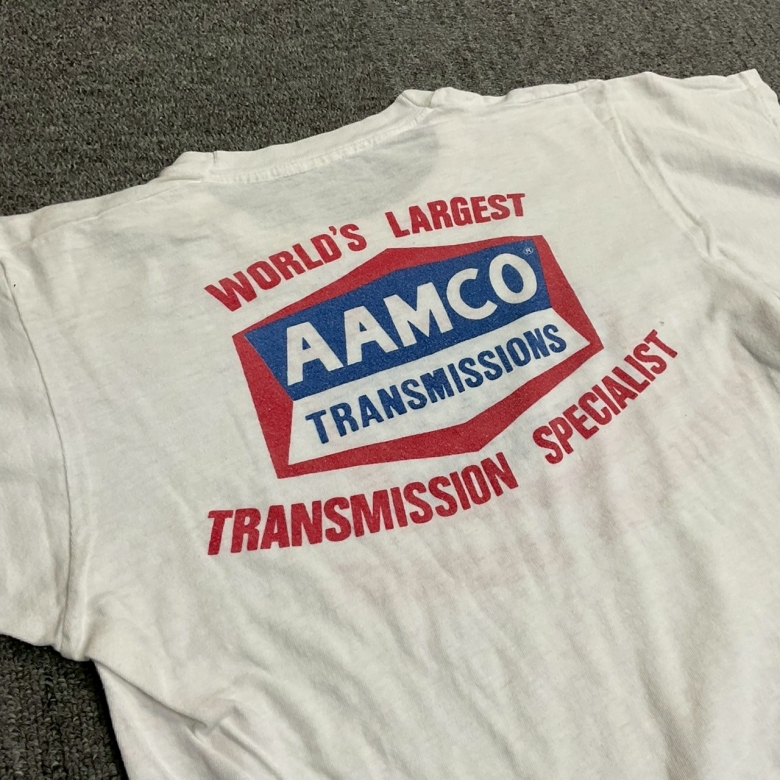 WORLD'S LARGEST
AAMCO®
TRANSMISSIONS
TRANSMISSION SPECIALIST